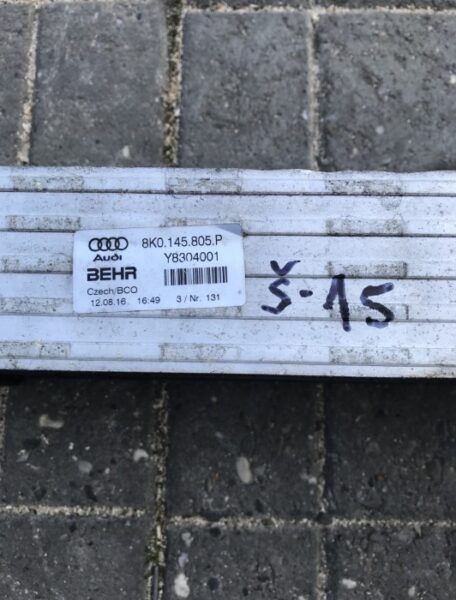 8K0.145.805.P
Audi
Y8304001
BEHR
Czech/BCO
12.08.16 16:49 3 / Nr. 131
Š-15